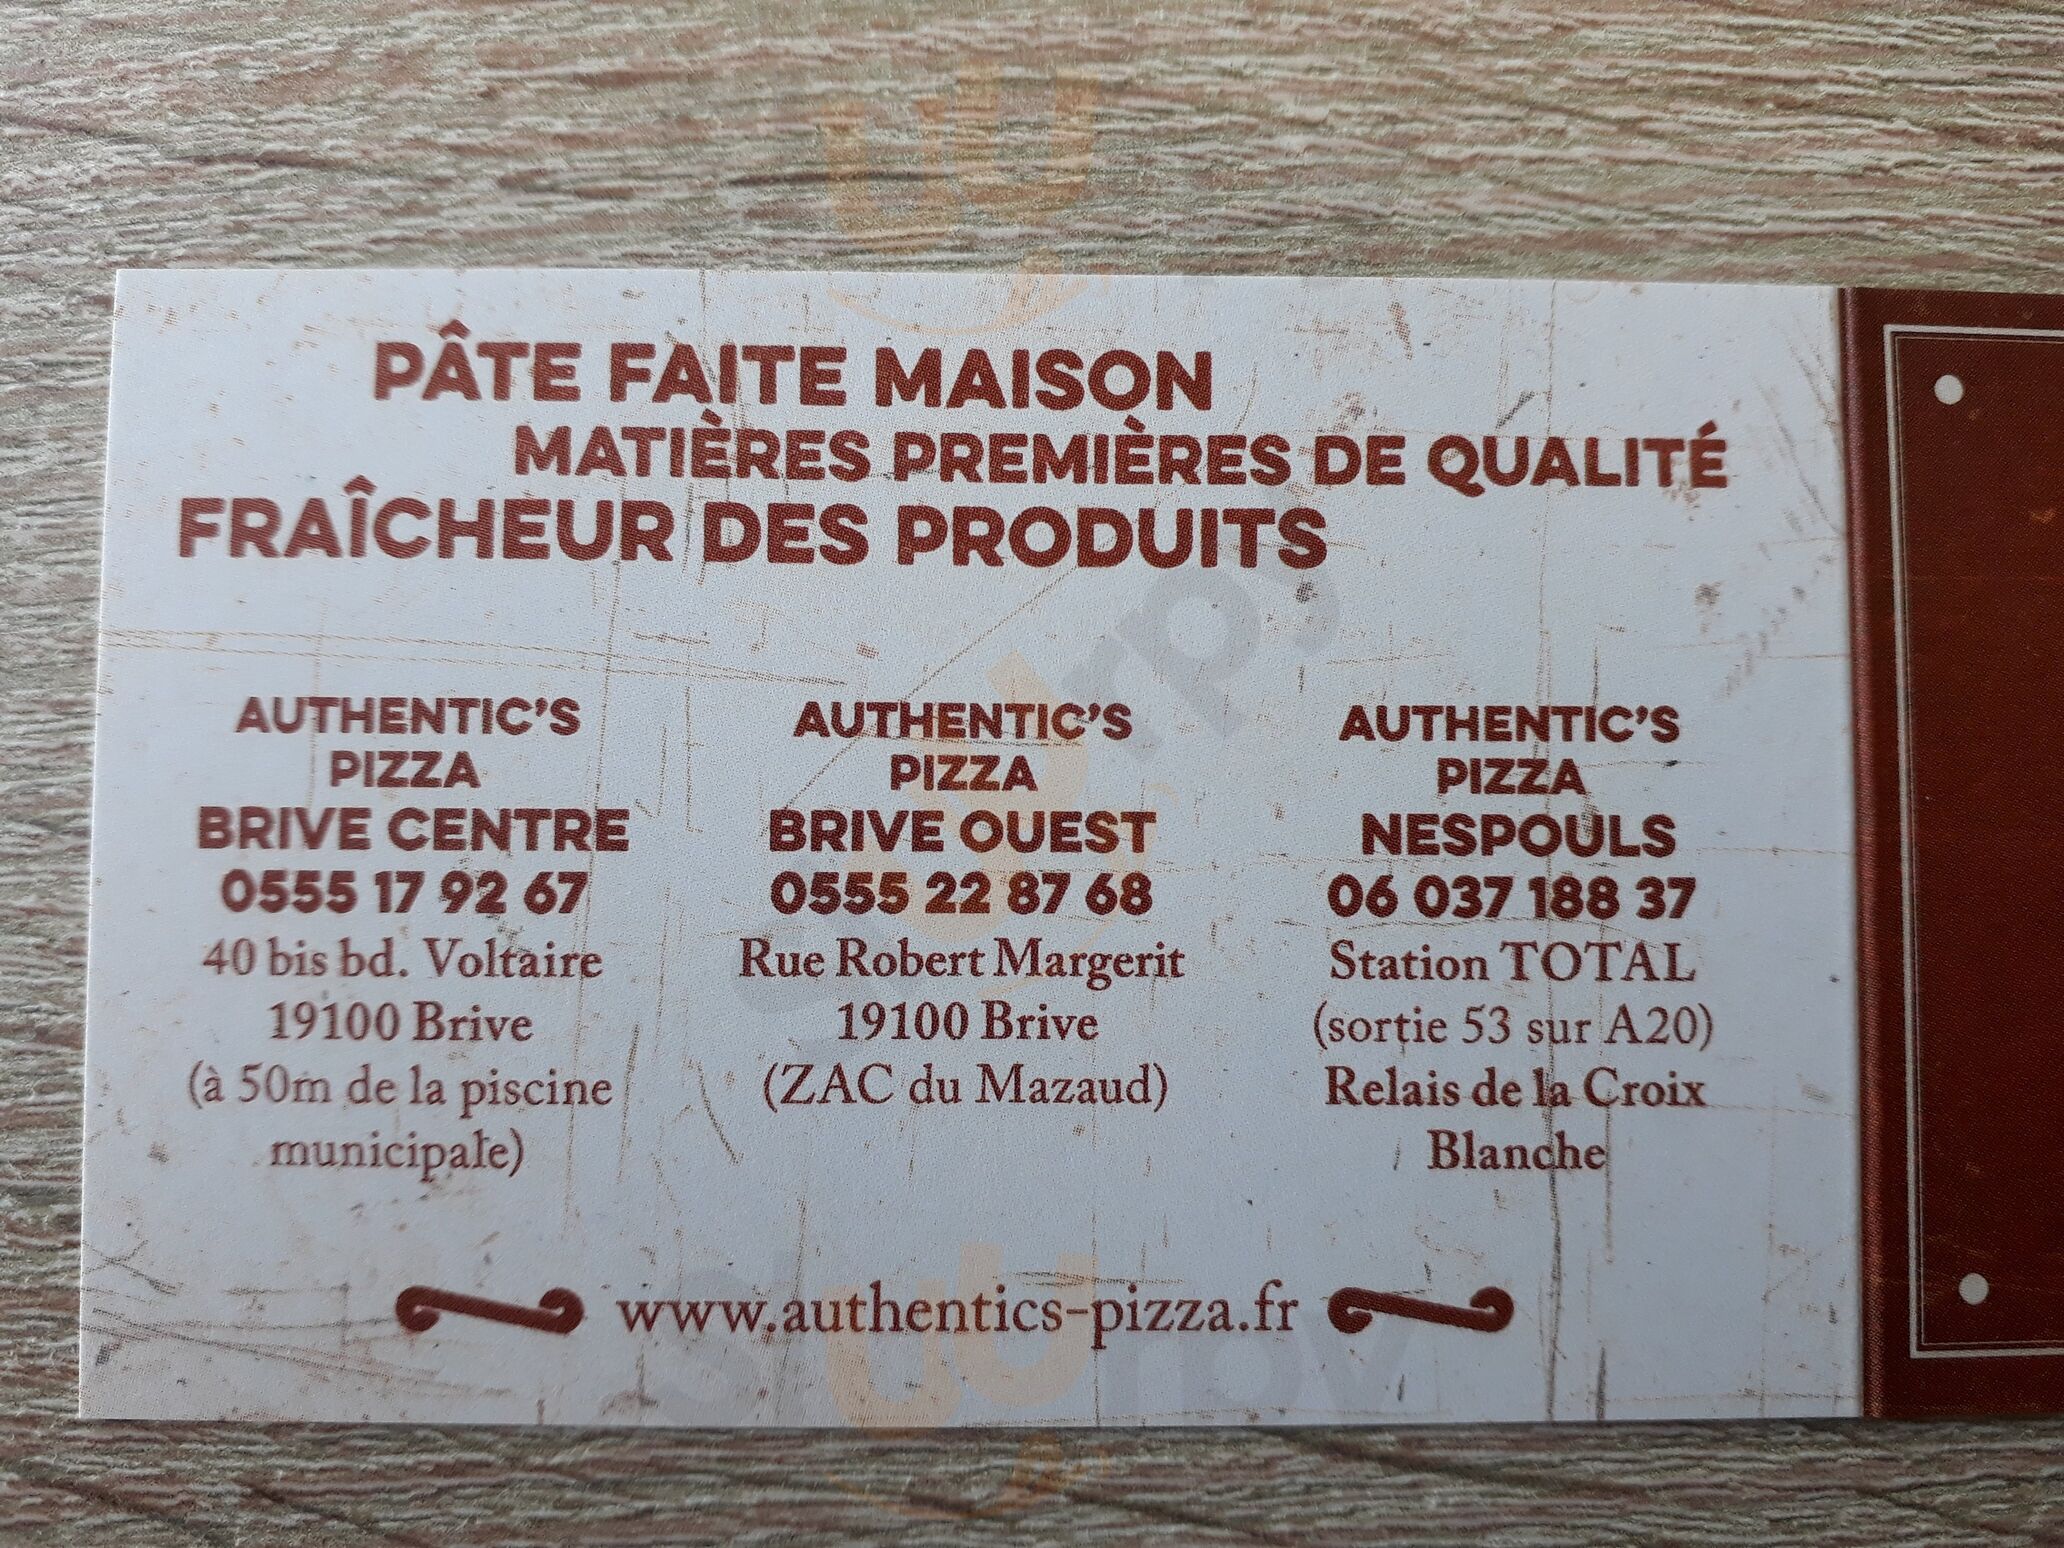 PÂTE FAITE MAISON
MATIÈRES PREMIÈRES DE QUALITÉ
FRAÎCHEUR DES PRODUITS
AUTHENTIC'S
PIZZA
BRIVE CENTRE
0555 17 92 67
40 bis bd. Voltaire
19100 Brive
(à 50m de la piscine
municipale)
AUTHENTIC'S
PIZZA
BRIVE OUEST
0555 22 87 68
Rue Robert Margerit
19100 Brive
(ZAC du Mazaud)
AUTHENTIC'S
PIZZA
NESPOULS
06 037 188 37
Station TOTAL
(sortie 53 sur A20)
Relais de la Croix
Blanche
www.authentics-pizza.fr